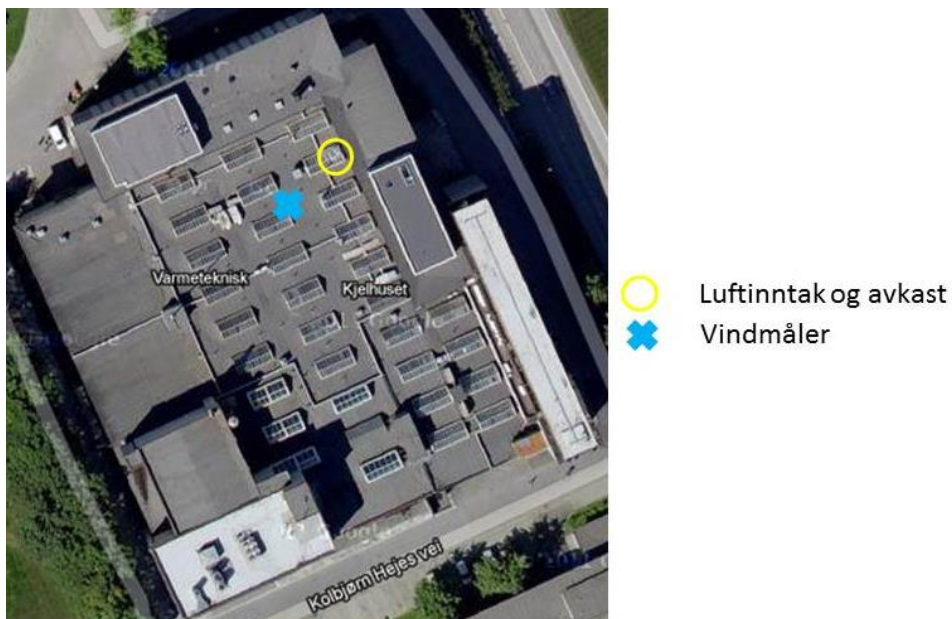 Varmeteknisk
Kjelhuset
Luftinntak og avkast
Vindmåler
Kolbjørn Hejes vei